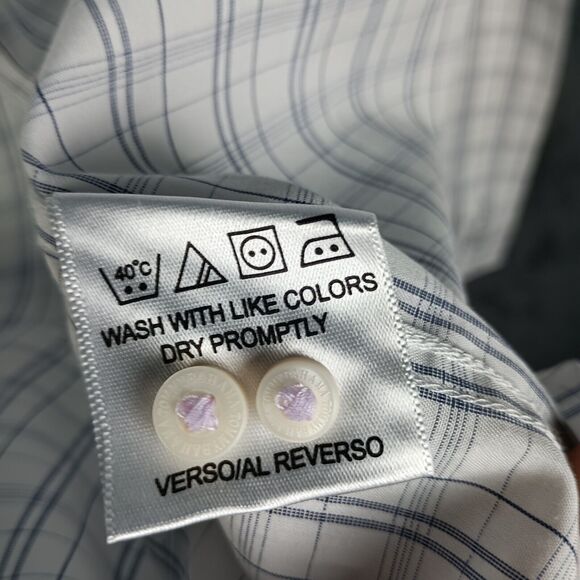 40°C
WASH WITH LIKE COLORS
DRY PROMPTLY
VERSO/AL REVERSO